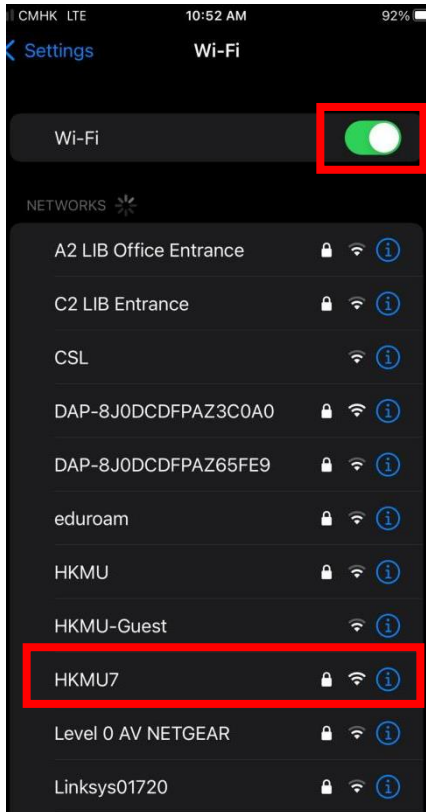 CMHK LTE 10:52 AM 92%
Settings Wi-Fi
Wi-Fi
NETWORKS
A2 LIB Office Entrance
C2 LIB Entrance
CSL
DAP-8J0DCDFPAZ3C0A0
DAP-8J0DCDFPAZ65FE9
eduroam
HKMU
HKMU-Guest
HKMU7
Level 0 AV NETGEAR
Linksys01720